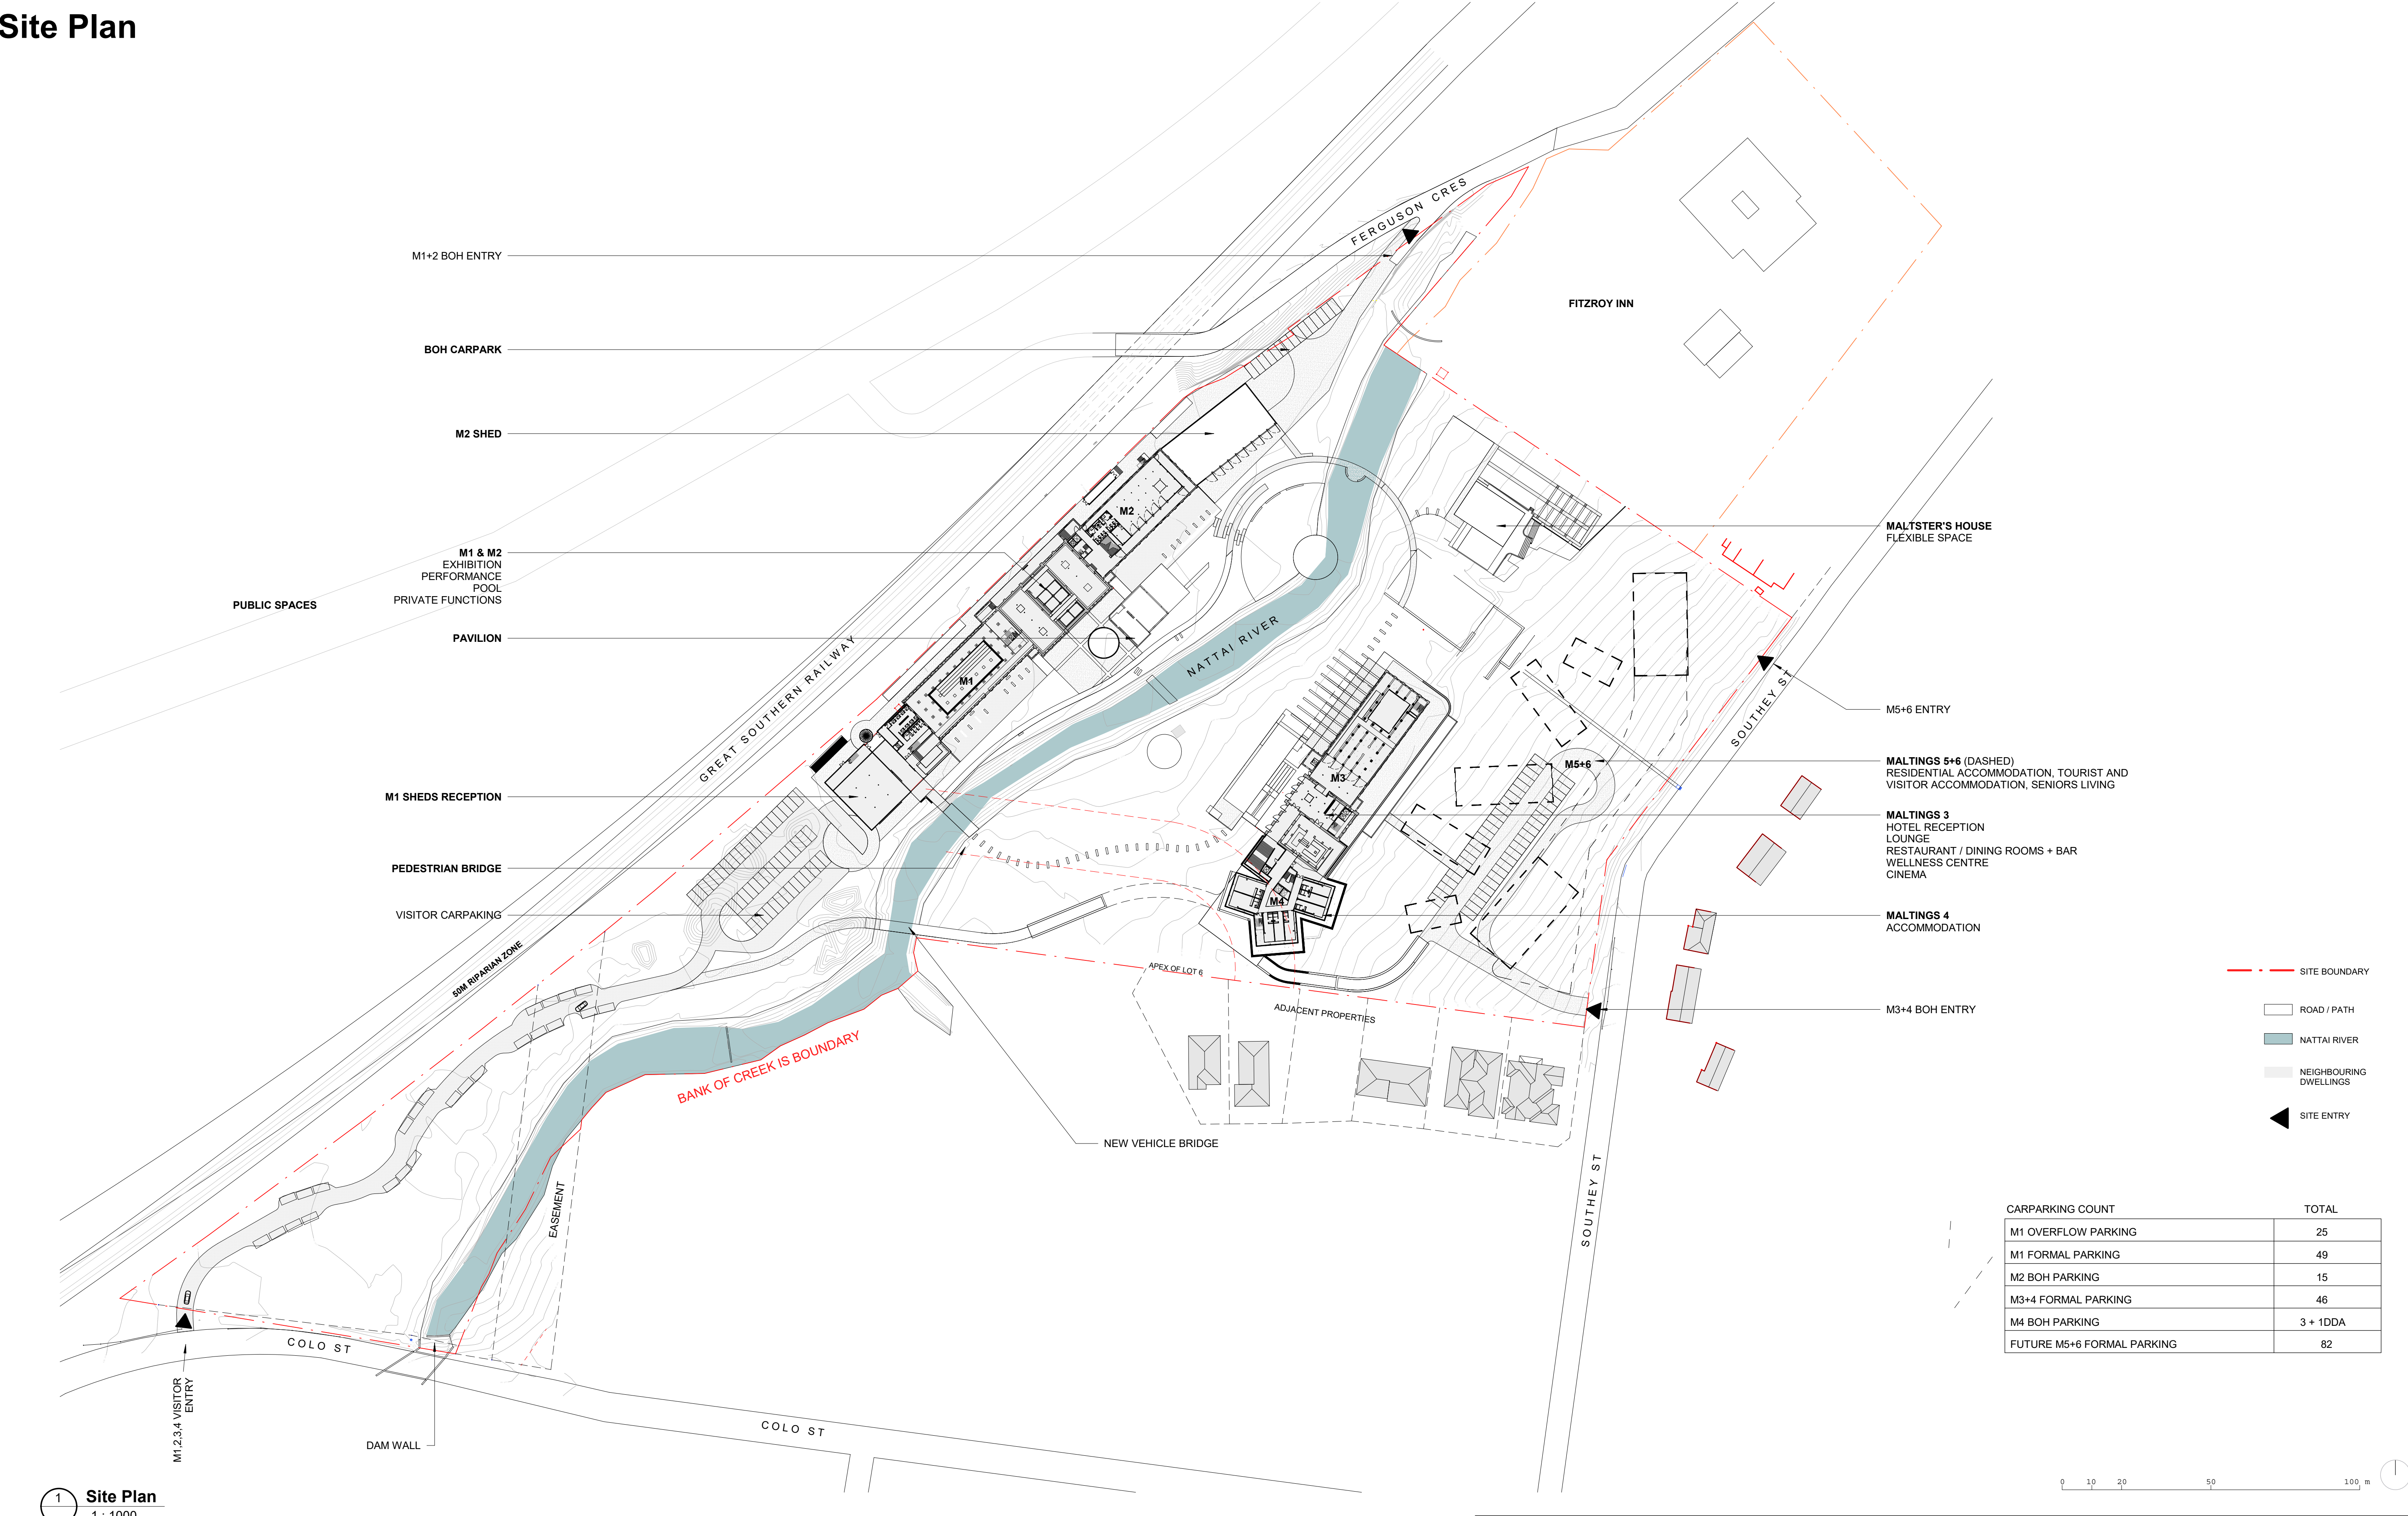 Site Plan
FERGUSON CRES
M1+2 BOH ENTRY
FITZROY INN
BOH CARPARK
M2 SHED
M2
MALTSTER'S HOUSE
FLEXIBLE SPACE
M1 & M2
EXHIBITION
PERFORMANCE
POOL
PRIVATE FUNCTIONS
PUBLIC SPACES
PAVILION
NATTAI RIVER
GREAT SOUTHERN RAILWAY
M1
SOUTHEY ST
M5+6 ENTRY
M5+6
MALTINGS 5+6 (DASHED)
RESIDENTIAL ACCOMMODATION, TOURIST AND
VISITOR ACCOMMODATION, SENIORS LIVING
M3
M1 SHEDS RECEPTION
MALTINGS 3
HOTEL RECEPTION
LOUNGE
RESTAURANT / DINING ROOMS + BAR
WELLNESS CENTRE
CINEMA
PEDESTRIAN BRIDGE
M4
VISITOR CARPAKING
MALTINGS 4
ACCOMMODATION
50M RIPARIAN ZONE
APEX OF LOT 6
SITE BOUNDARY
ADJACENT PROPERTIES
M3+4 BOH ENTRY
ROAD / PATH
NATTAI RIVER
BANK OF CREEK IS BOUNDARY
NEIGHBOURING
DWELLINGS
SITE ENTRY
NEW VEHICLE BRIDGE
EASEMENT
SOUTHEY ST
CARPARKING COUNT TOTAL
M1 OVERFLOW PARKING 25
M1 FORMAL PARKING 49
M2 BOH PARKING 15
M3+4 FORMAL PARKING 46
M4 BOH PARKING 3 + 1DDA
FUTURE M5+6 FORMAL PARKING 82
COLO ST
M1,2,3,4 VISITOR
ENTRY
COLO ST
DAM WALL
0 10 20 50 100 m
1 Site Plan
1 : 1000